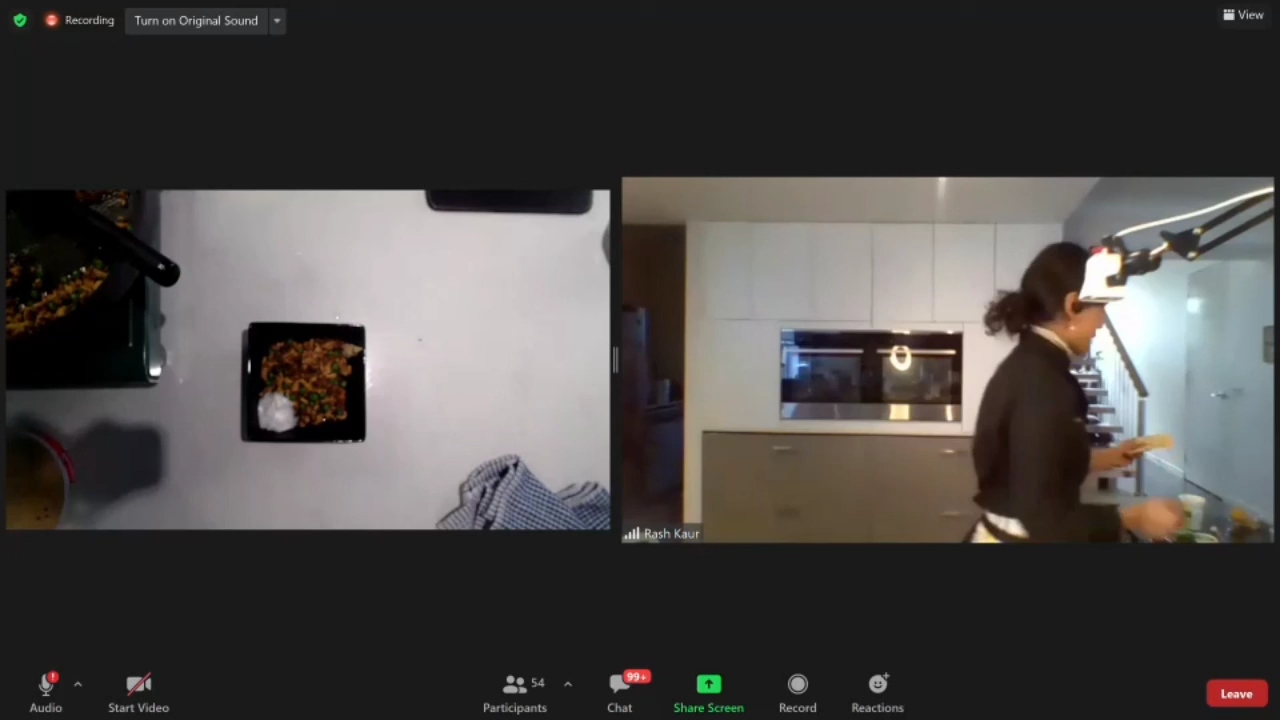 Recording
Turn on Original Sound
View
Rash Kaur
Audio
Start Video
54
Participants
99+
Chat
Share Screen
Record
Reactions
Leave